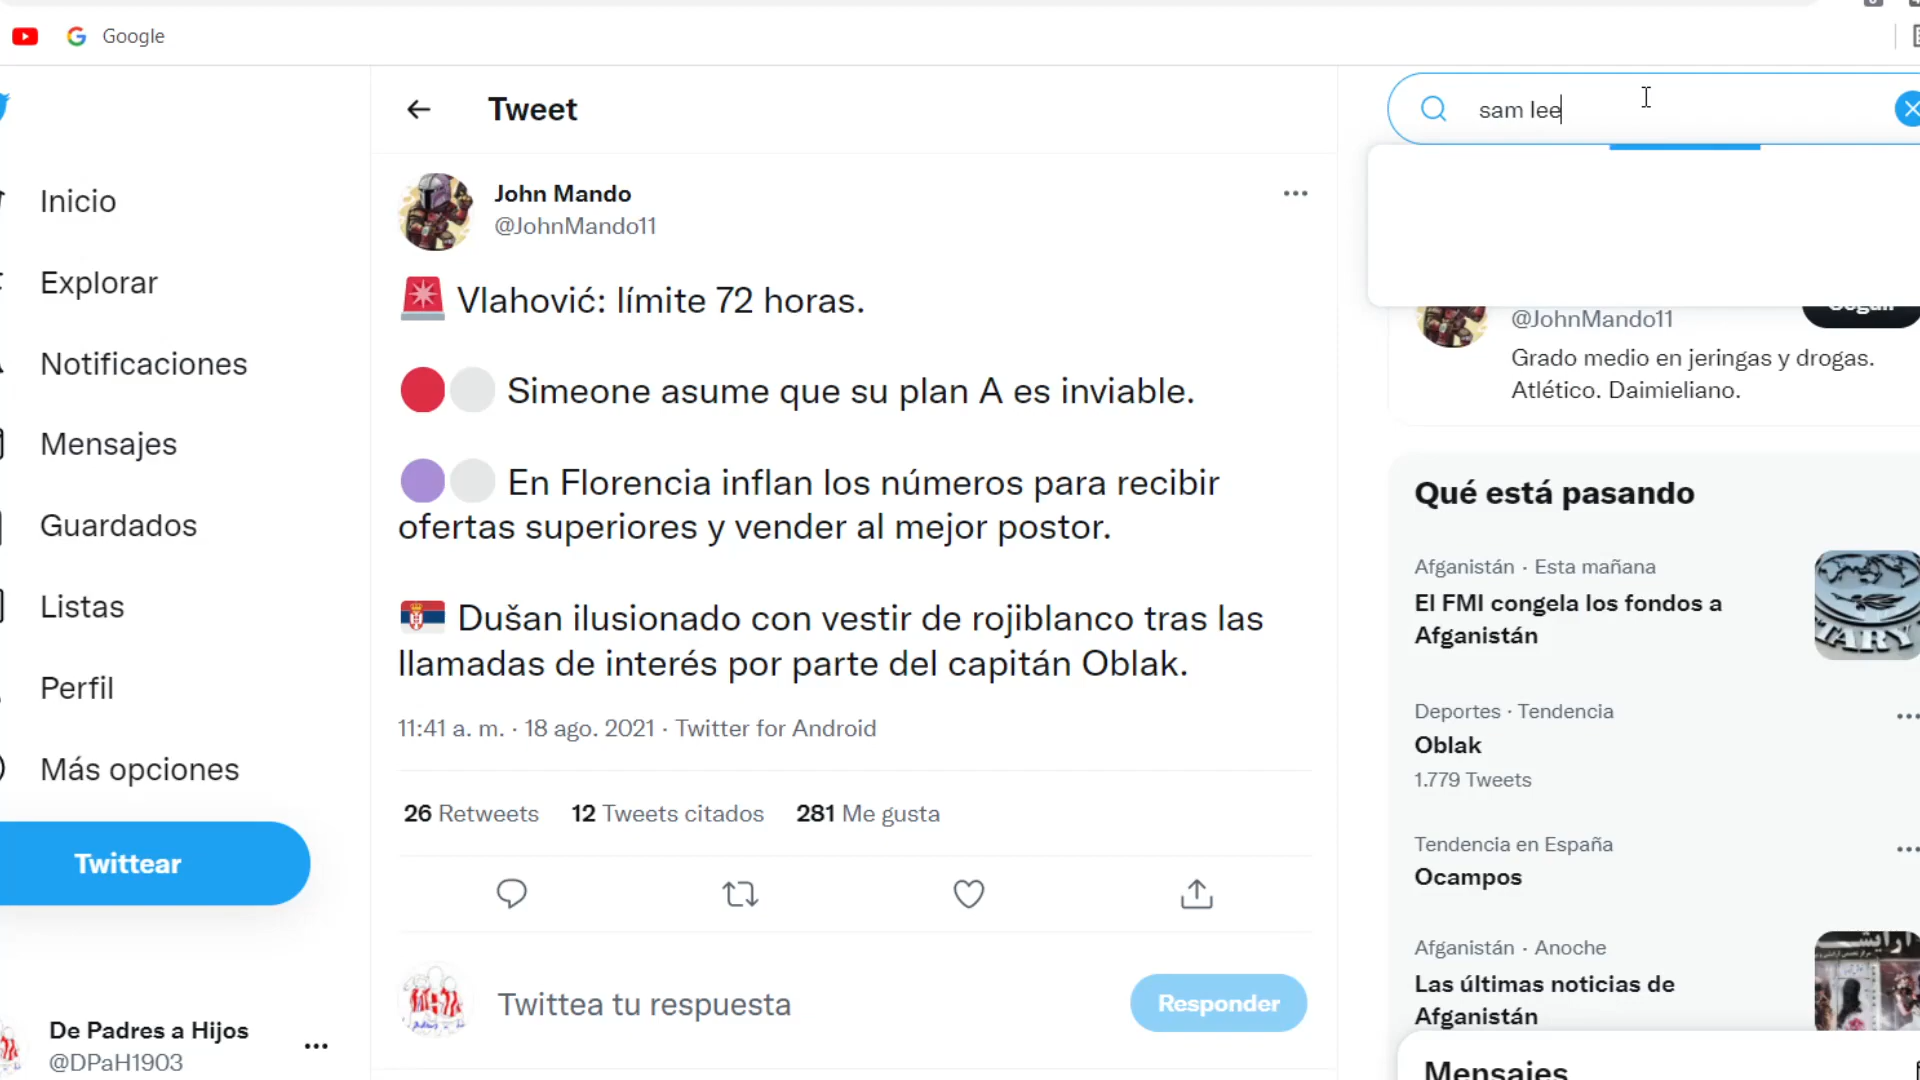 Google
Tweet
sam lee
Inicio
Explorar
Notificaciones
Mensajes
Guardados
Listas
Perfil
Más opciones
Twittear
De Padres a Hijos
@DPaH1903
John Mando
@JohnMando11
Vlahović: límite 72 horas.
Simeone asume que su plan A es inviable.
En Florencia inflan los números para recibir
ofertas superiores y vender al mejor postor.
Dušan ilusionado con vestir de rojiblanco tras las
llamadas de interés por parte del capitán Oblak.
11:41 a. m. · 18 ago. 2021 · Twitter for Android
26 Retweets 12 Tweets citados 281 Me gusta
Twittea tu respuesta
Responder
@JohnMando11
Grado medio en jeringas y drogas.
Atlético. Daimieliano.
Qué está pasando
Afganistán · Esta mañana
El FMI congela los fondos a
Afganistán
TARY
Deportes · Tendencia
Oblak
1.779 Tweets
Tendencia en España
Ocampos
Afganistán · Anoche
Las últimas noticias de
Afganistán
Mensajes